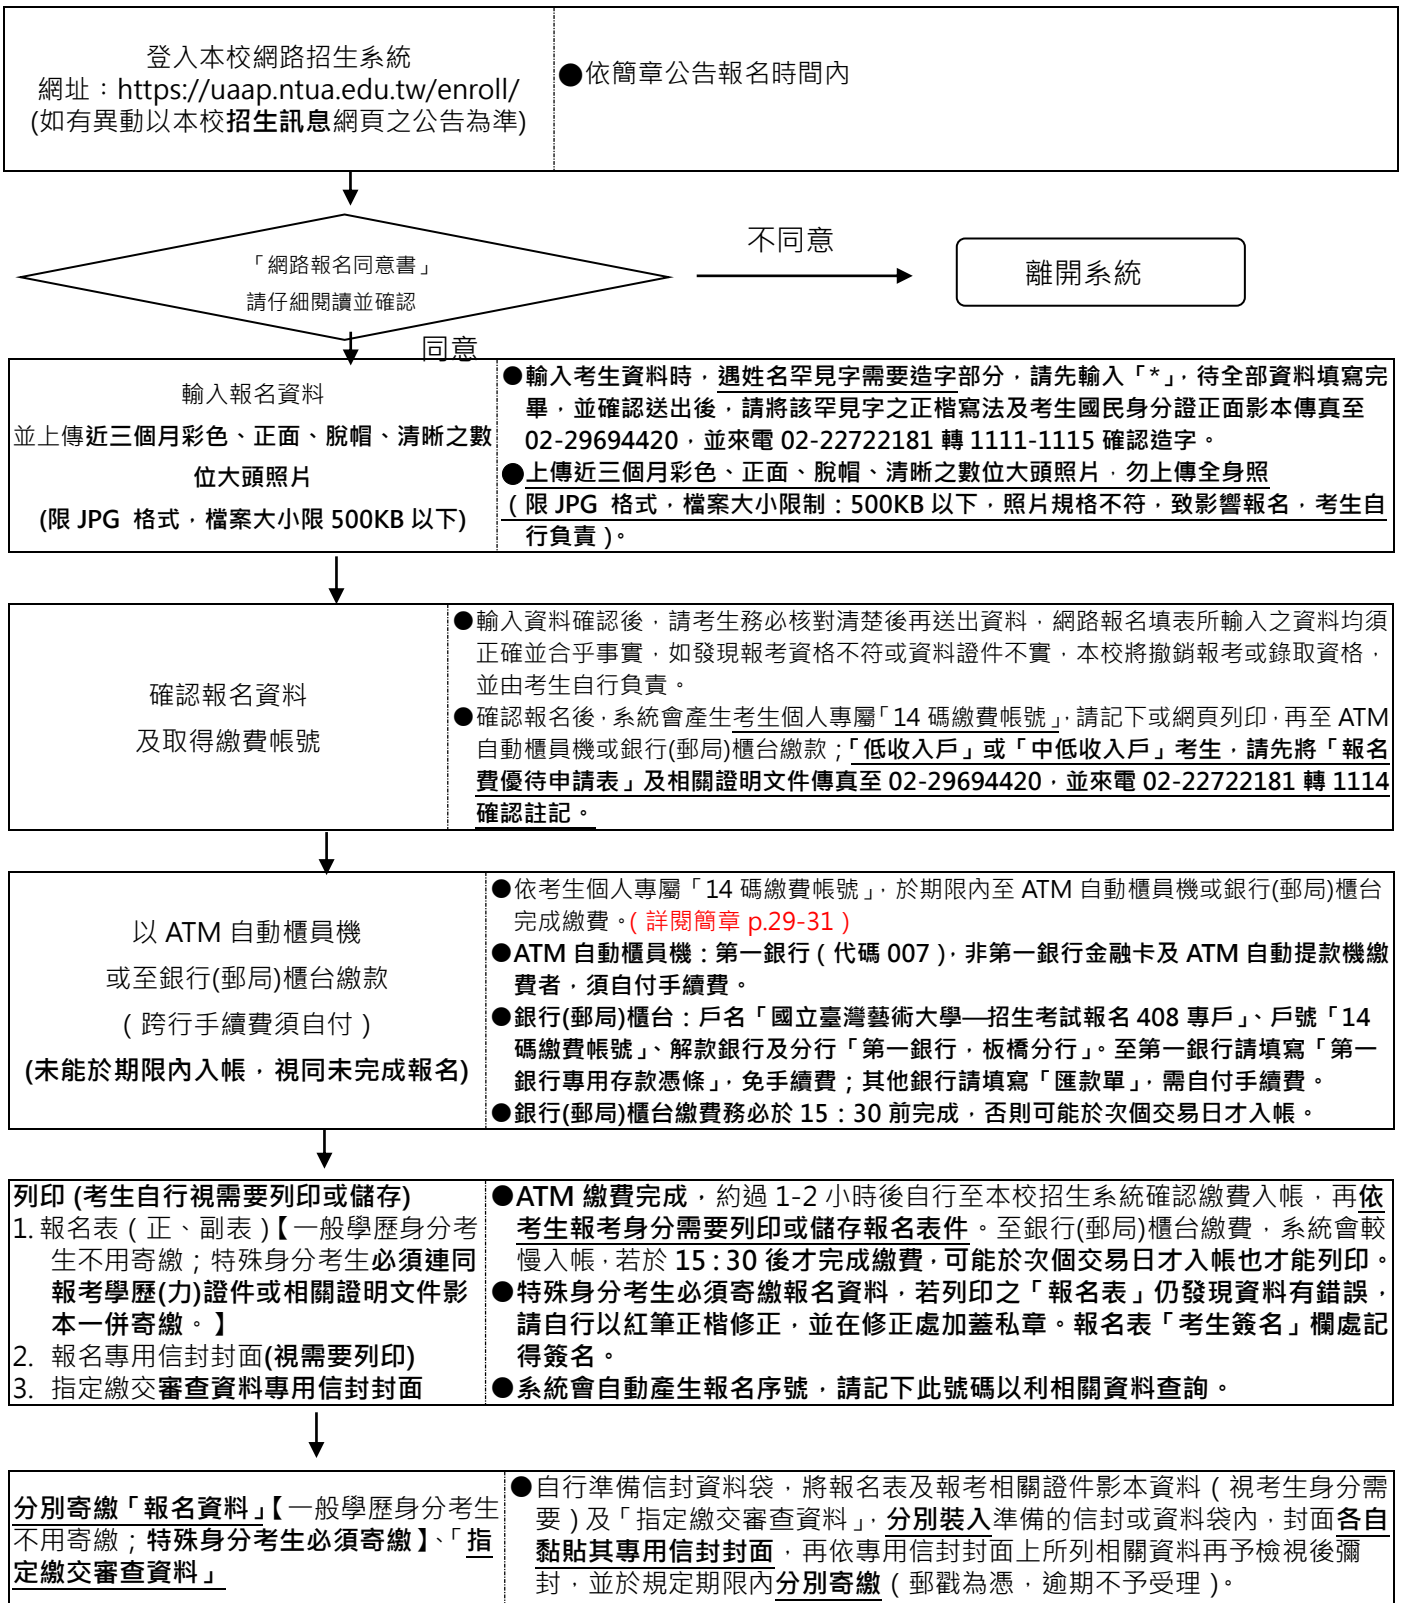 登入本校網路招生系統
網址：https://uaap.ntua.edu.tw/enroll/
(如有異動以本校招生訊息網頁之公告為準)
●依簡章公告報名時間內
「網路報名同意書」
請仔細閱讀並確認
不同意
離開系統
同意
輸入報名資料
並上傳近三個月彩色、正面、脫帽、清晰之數
位大頭照片
(限 JPG 格式，檔案大小限 500KB 以下)
●輸入考生資料時，遇姓名罕見字需要造字部分，請先輸入「*」，待全部資料填寫完
畢，並確認送出後，請將該罕見字之正楷寫法及考生國民身分證正面影本傳真至
02-29694420，並來電 02-22722181 轉 1111-1115 確認造字。
●上傳近三個月彩色、正面、脫帽、清晰之數位大頭照片，勿上傳全身照
（限 JPG 格式，檔案大小限制：500KB 以下，照片規格不符，致影響報名，考生自
行負責）。
確認報名資料
及取得繳費帳號
●輸入資料確認後，請考生務必核對清楚後再送出資料，網路報名填表所輸入之資料均須
正確並合乎事實，如發現報考資格不符或資料證件不實，本校將撤銷報考或錄取資格，
並由考生自行負責。
●確認報名後，系統會產生考生個人專屬「14 碼繳費帳號」，請記下或網頁列印，再至 ATM
自動櫃員機或銀行(郵局)櫃台繳款；「低收入戶」或「中低收入戶」考生，請先將「報名
費優待申請表」及相關證明文件傳真至 02-29694420，並來電 02-22722181 轉 1114
確認註記。
以 ATM 自動櫃員機
或至銀行(郵局)櫃台繳款
（跨行手續費須自付）
(未能於期限內入帳，視同未完成報名)
●依考生個人專屬「14 碼繳費帳號」，於期限內至 ATM 自動櫃員機或銀行(郵局)櫃台
完成繳費。（詳閱簡章 p.29-31）
●ATM 自動櫃員機：第一銀行（代碼 007），非第一銀行金融卡及 ATM 自動提款機繳
費者，須自付手續費。
●銀行(郵局)櫃台：戶名「國立臺灣藝術大學—招生考試報名 408 專戶」、戶號「14
碼繳費帳號」、解款銀行及分行「第一銀行，板橋分行」。至第一銀行請填寫「第一
銀行專用存款憑條」，免手續費；其他銀行請填寫「匯款單」，需自付手續費。
●銀行(郵局)櫃台繳費務必於 15：30 前完成，否則可能於次個交易日才入帳。
列印 (考生自行視需要列印或儲存)
1. 報名表（正、副表）【一般學歷身分考
生不用寄繳；特殊身分考生必須連同
報考學歷(力)證件或相關證明文件影
本一併寄繳。】
2. 報名專用信封封面(視需要列印)
3. 指定繳交審查資料專用信封封面
●ATM 繳費完成，約過 1-2 小時後自行至本校招生系統確認繳費入帳，再依
考生報考身分需要列印或儲存報名表件。至銀行(郵局)櫃台繳費，系統會較
慢入帳，若於 15：30 後才完成繳費，可能於次個交易日才入帳也才能列印。
●特殊身分考生必須寄繳報名資料，若列印之「報名表」仍發現資料有錯誤，
請自行以紅筆正楷修正，並在修正處加蓋私章。報名表「考生簽名」欄處記
得簽名。
●系統會自動產生報名序號，請記下此號碼以利相關資料查詢。
分別寄繳「報名資料」【一般學歷身分考生
不用寄繳；特殊身分考生必須寄繳】、「指
定繳交審查資料」
●自行準備信封資料袋，將報名表及報考相關證件影本資料（視考生身分需
要）及「指定繳交審查資料」，分別裝入準備的信封或資料袋內，封面各自
黏貼其專用信封封面，再依專用信封封面上所列相關資料再予檢視後彌
封，並於規定期限內分別寄繳（郵戳為憑，逾期不予受理）。